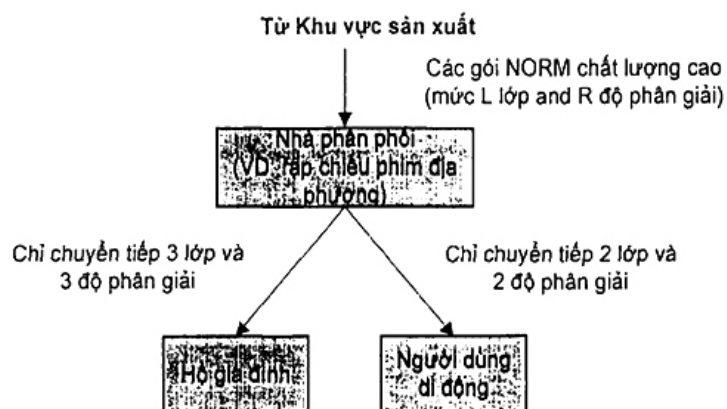 Từ Khu vực sản xuất
Các gói NORM chất lượng cao
(mức L lớp and R độ phân giải)
Nhà phân phối
(VD Rạp chiếu phim địa
phương)
Chỉ chuyển tiếp 3 lớp và
3 độ phân giải
Chỉ chuyển tiếp 2 lớp và
2 độ phân giải
Hộ gia đình
Người dùng
di động